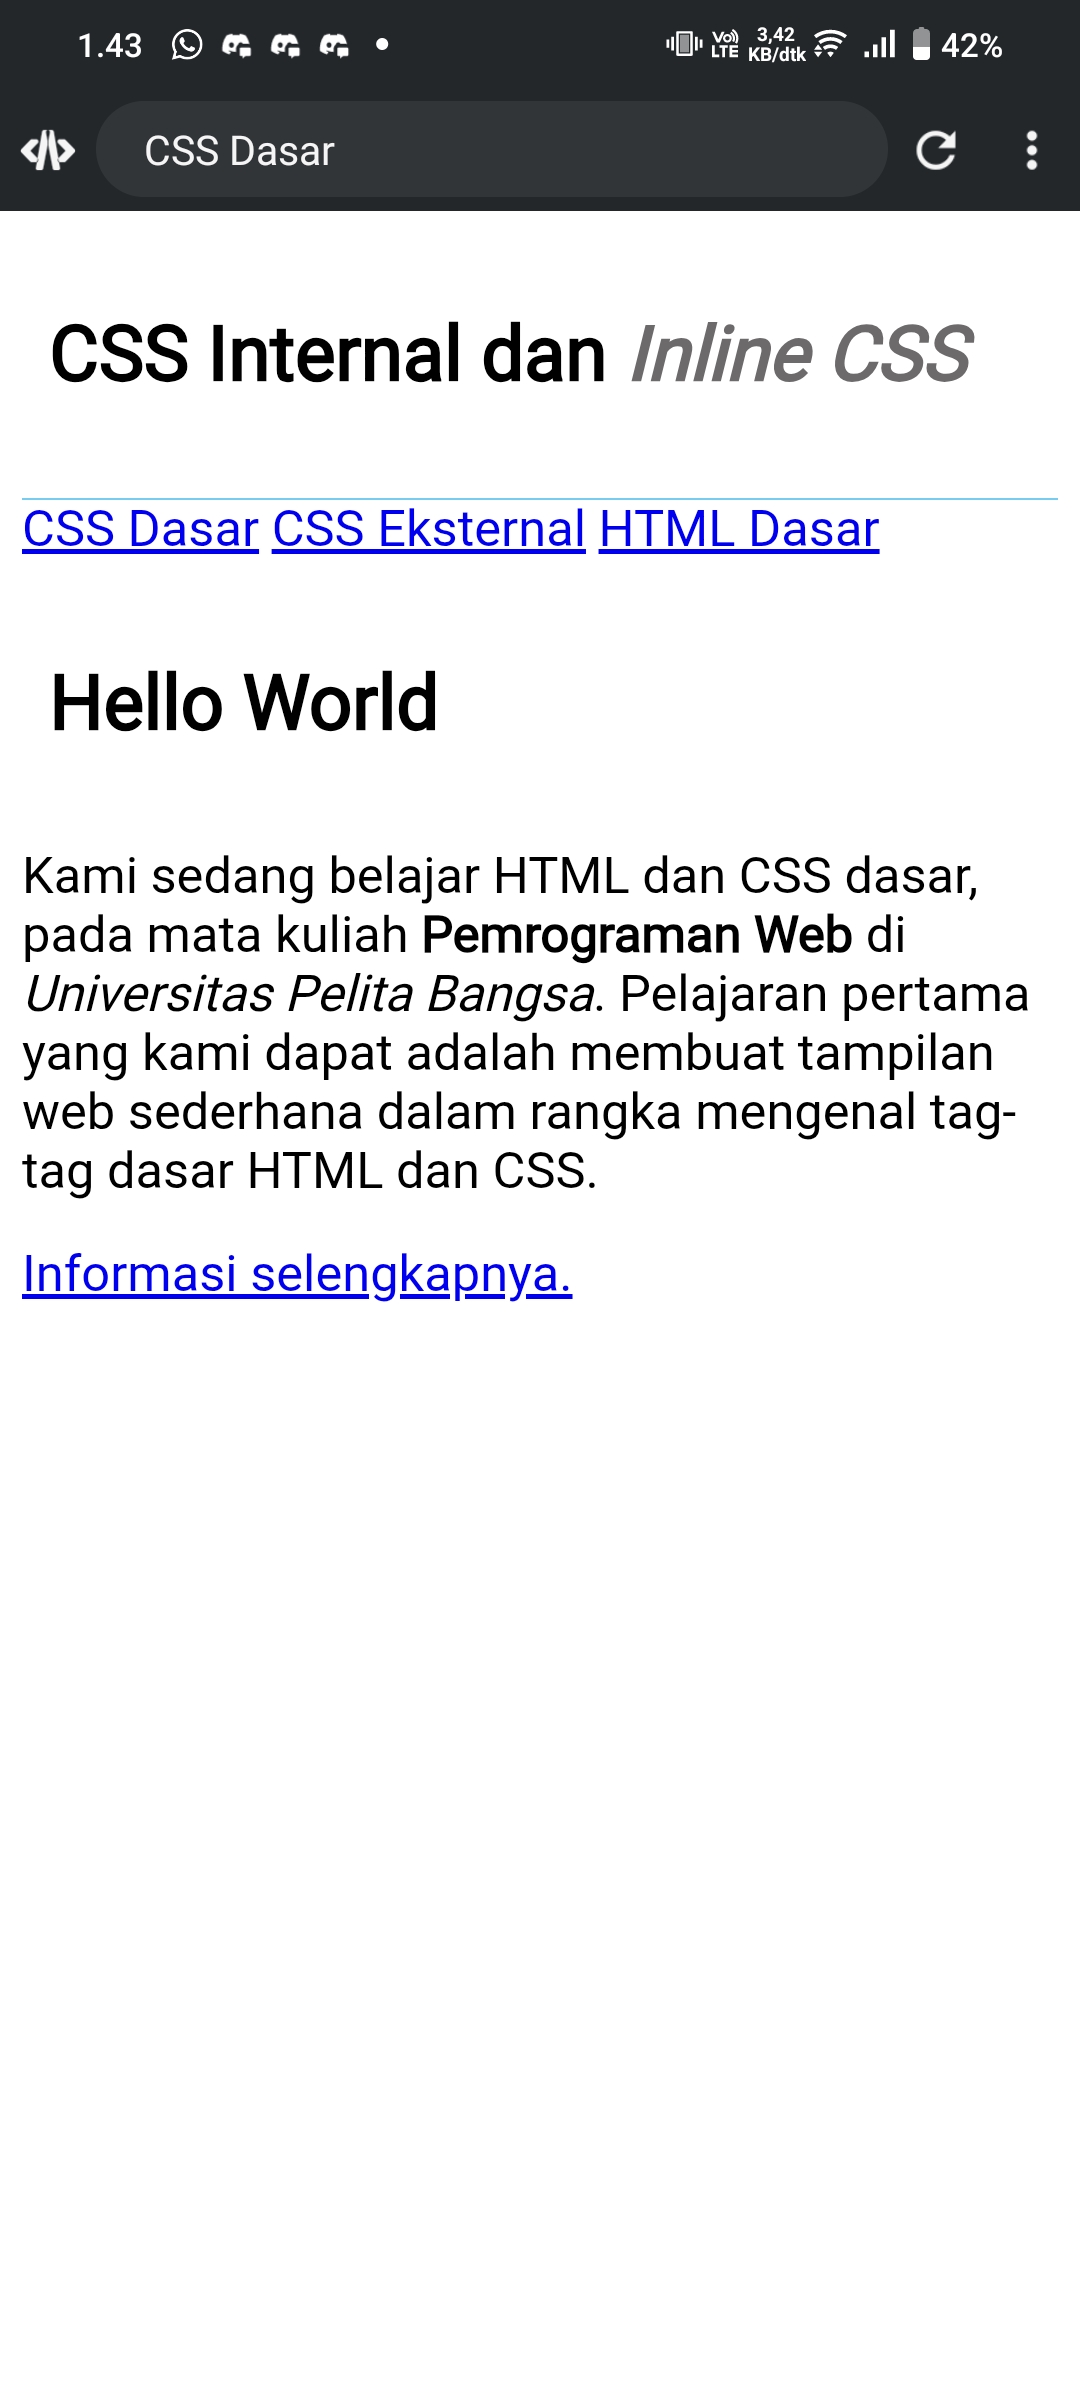 1.43
Vo)) LTE
3,42 KB/dtk
42%
CSS Dasar
CSS Internal dan Inline CSS
CSS Dasar CSS Eksternal HTML Dasar
Hello World
Kami sedang belajar HTML dan CSS dasar,
pada mata kuliah Pemrograman Web di
Universitas Pelita Bangsa. Pelajaran pertama
yang kami dapat adalah membuat tampilan
web sederhana dalam rangka mengenal tag-
tag dasar HTML dan CSS.
Informasi selengkapnya.